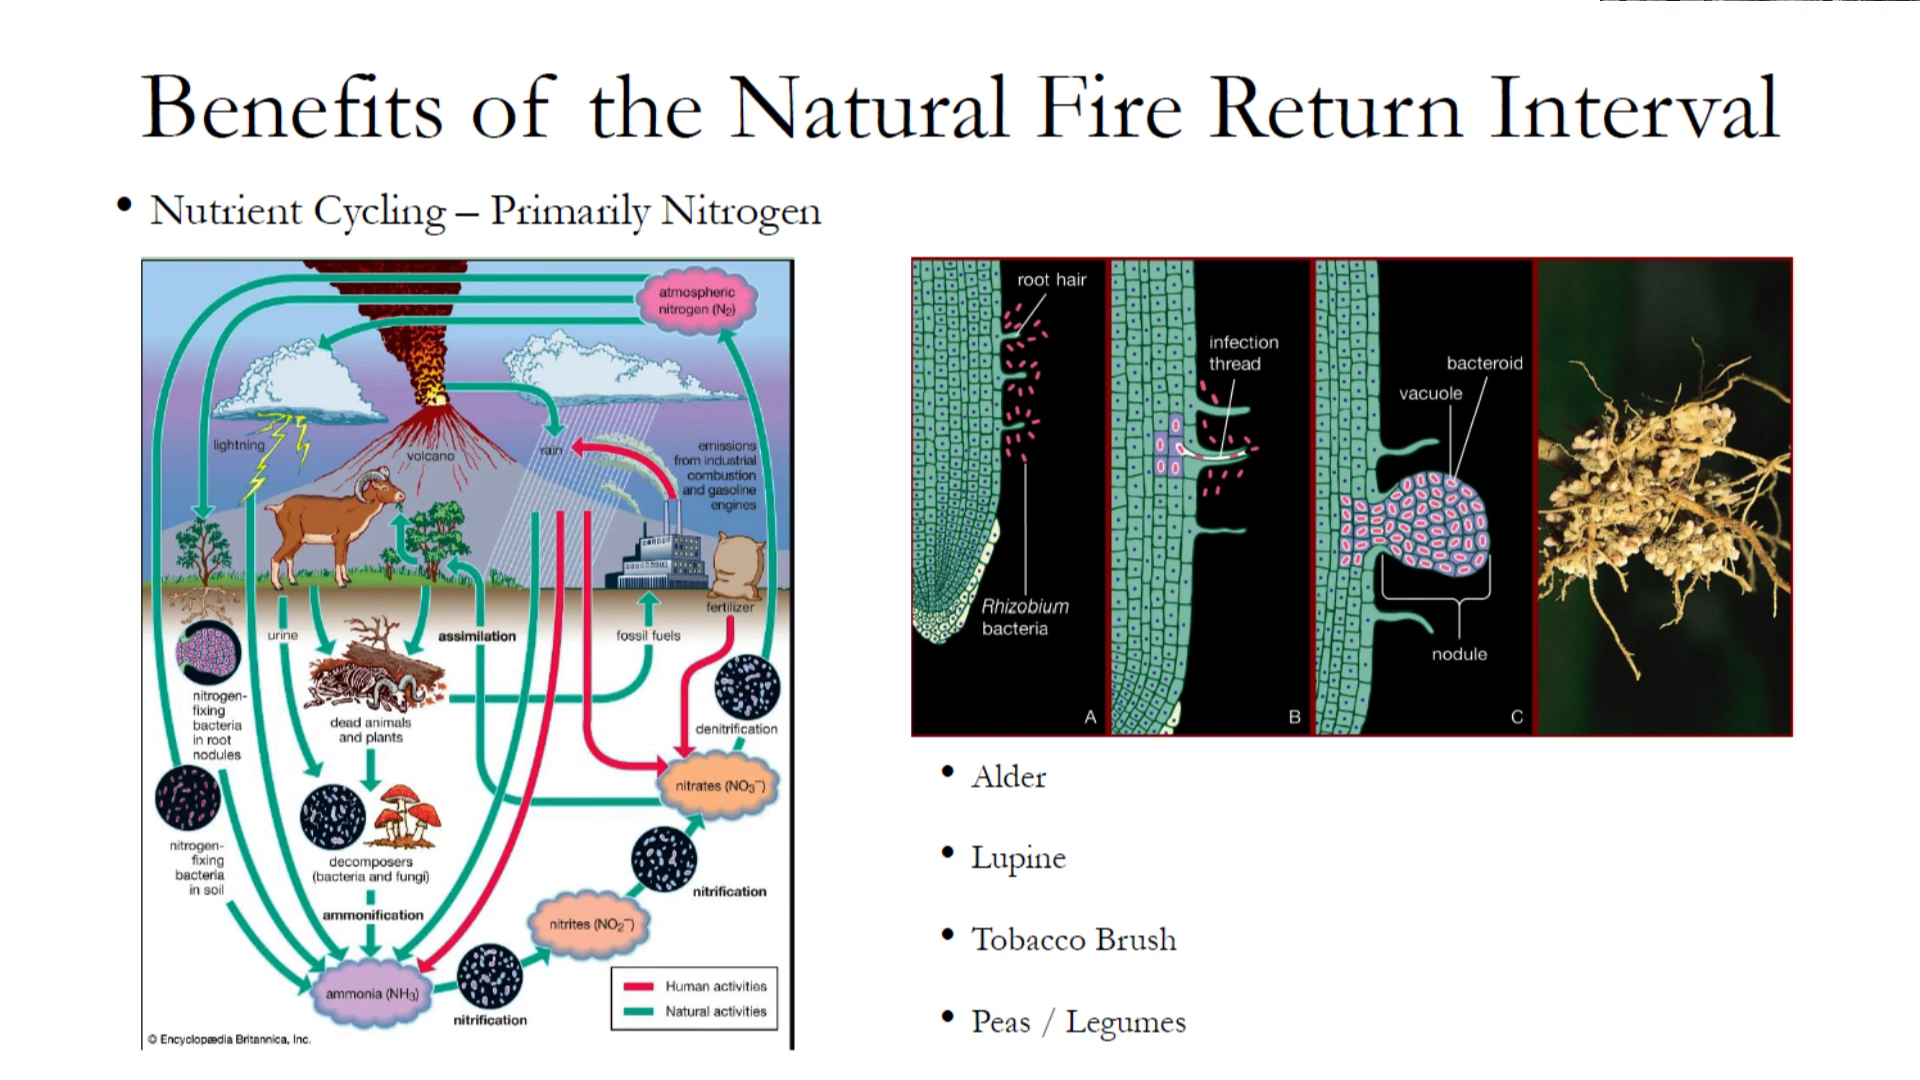 Benefits of the Natural Fire Return Interval
• Nutrient Cycling – Primarily Nitrogen
atmospheric
nitrogen (N₂)
lightning
volcano
rain
emissions
from industrial
combustion
and gasoline
engines
fertilizer
urine
assimilation
fossil fuels
nitrogen-
fixing
bacteria
in root
nodules
dead animals
and plants
denitrification
nitrates (NO₃⁻)
nitrogen-
fixing
bacteria
in soil
decomposers
(bacteria and fungi)
nitrification
ammonification
nitrites (NO₂⁻)
ammonia (NH₃)
nitrification
Human activities
Natural activities
© Encyclopædia Britannica, Inc.
root hair
Rhizobium
bacteria
A
infection
thread
B
bacteroid
vacuole
nodule
C
• Alder
• Lupine
• Tobacco Brush
• Peas / Legumes